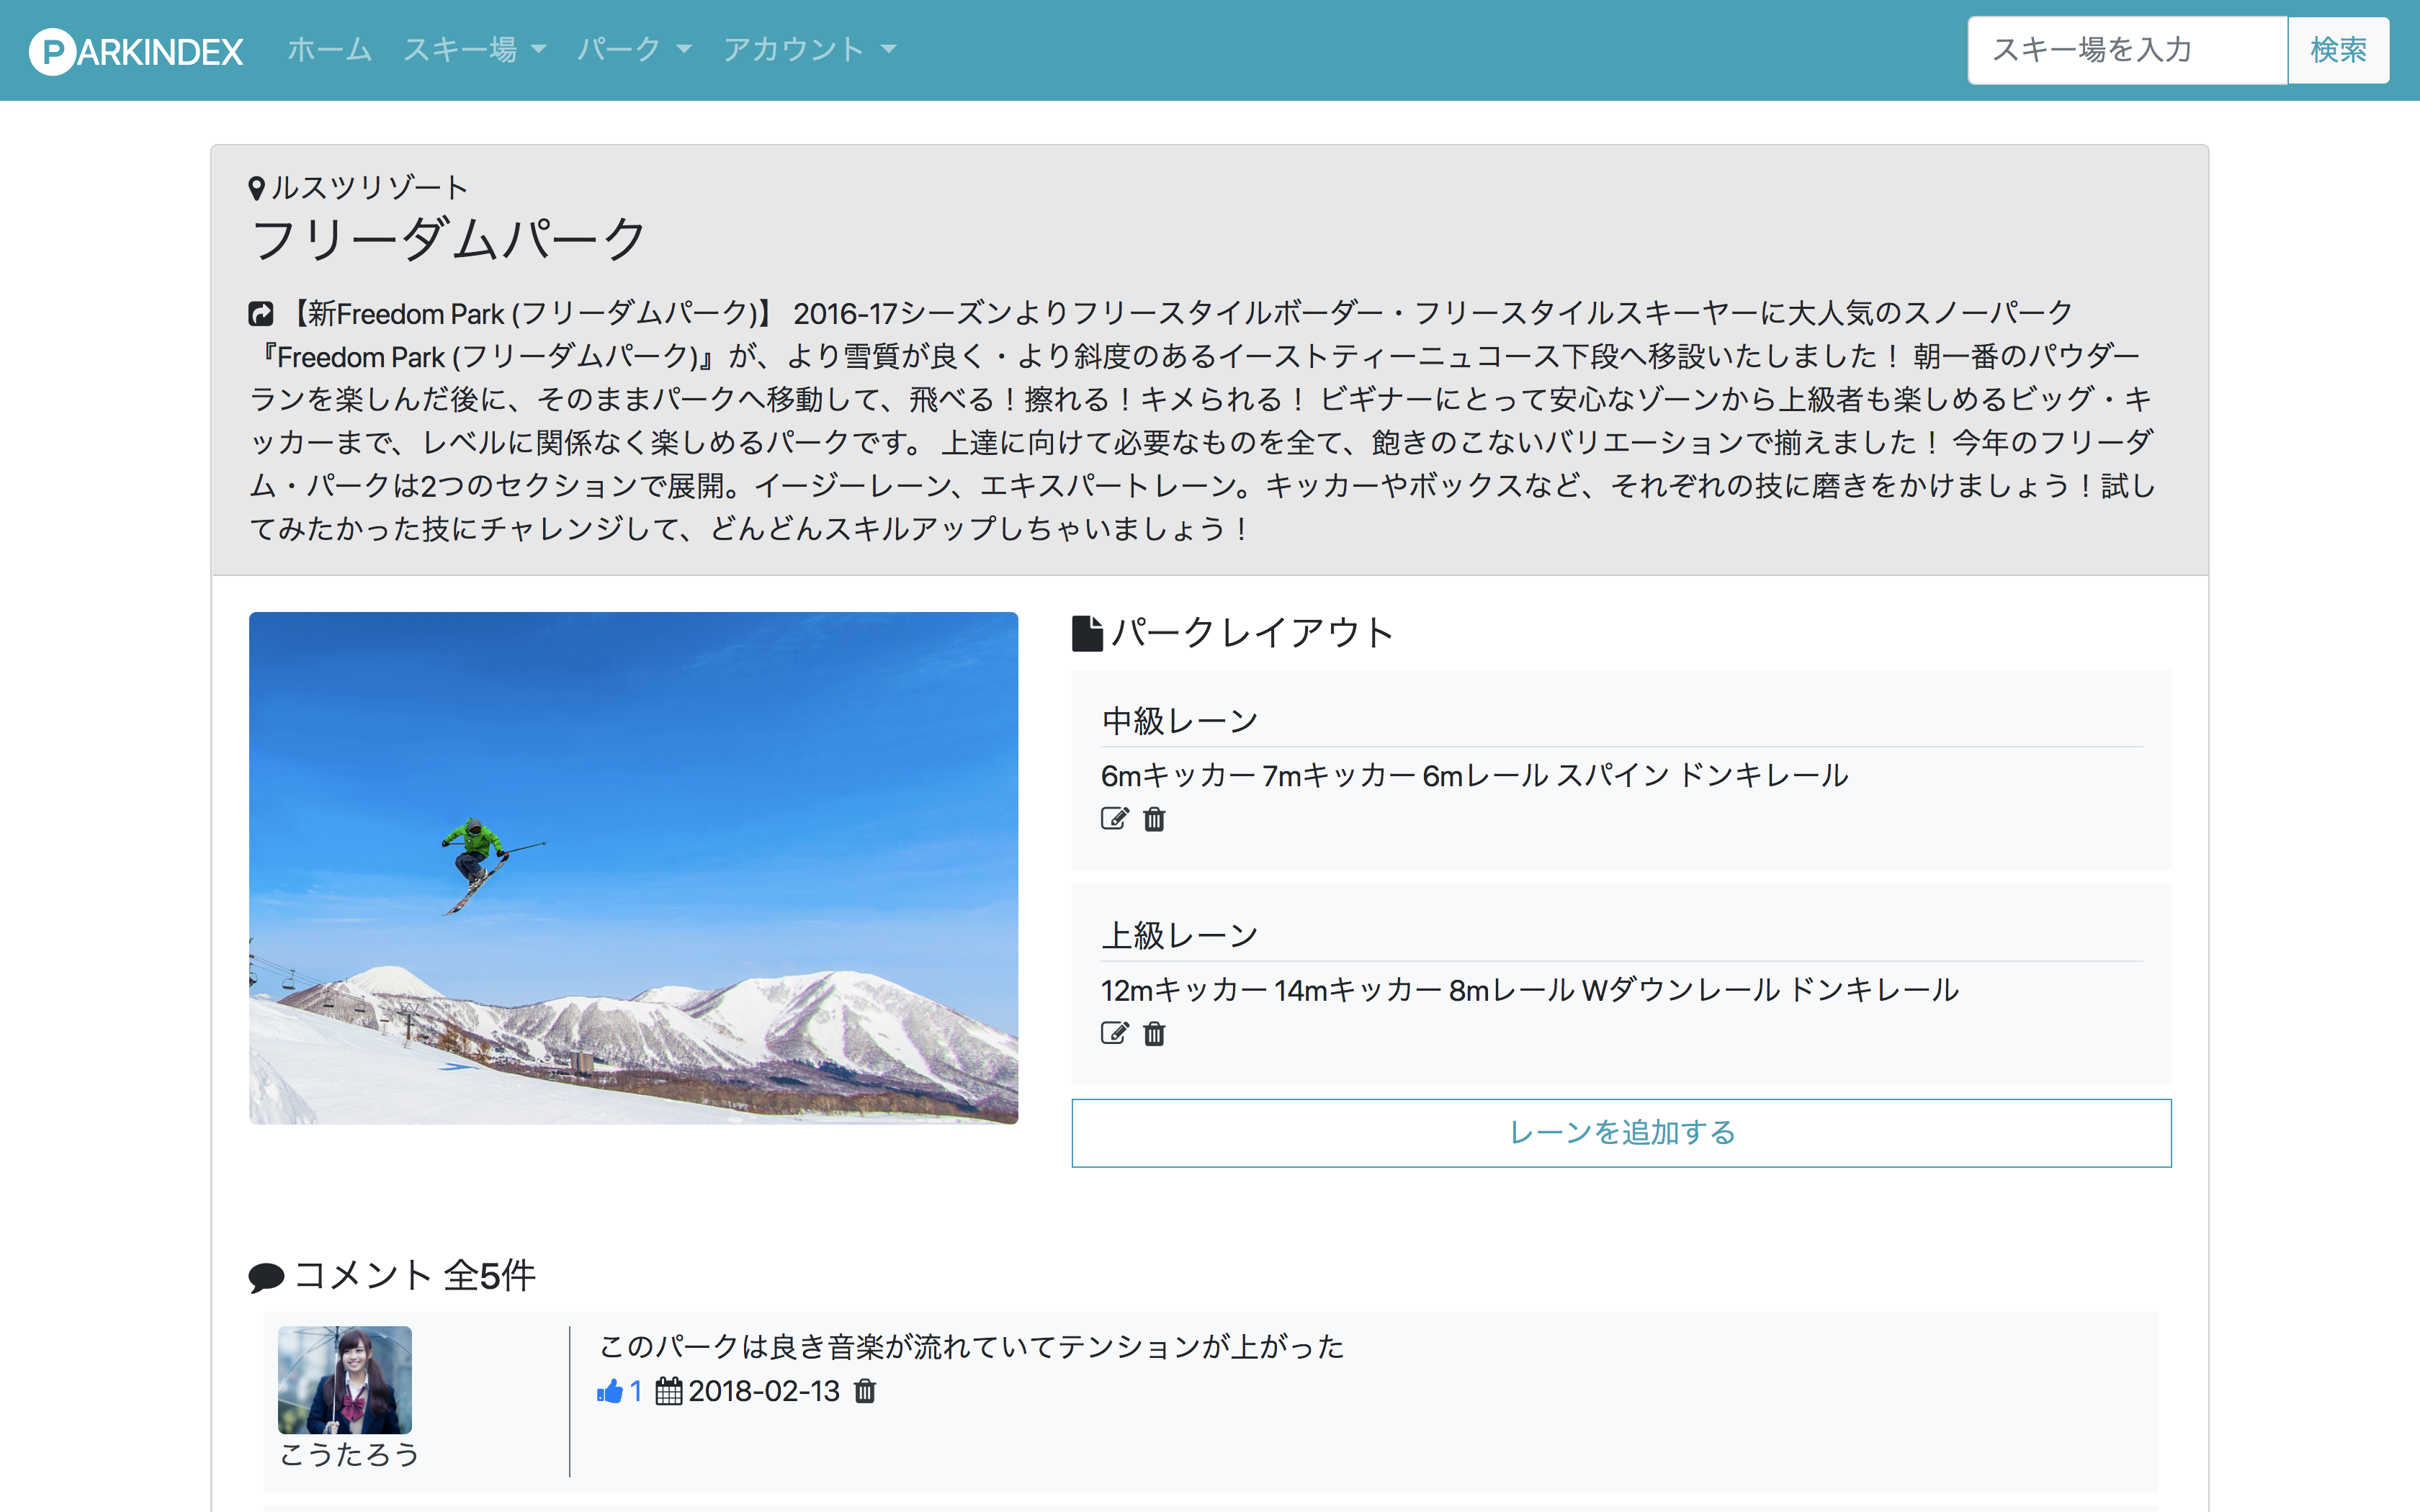 PARKINDEX ホーム スキー場 パーク アカウント スキー場を入力 検索
ルスツリゾート
フリーダムパーク
【新Freedom Park (フリーダムパーク)】 2016-17シーズンよりフリースタイルボーダー・フリースタイルスキーヤーに大人気のスノーパーク
『Freedom Park (フリーダムパーク)』が、より雪質が良く・より斜度のあるイーストティーニュコース下段へ移設いたしました！ 朝一番のパウダー
ランを楽しんだ後に、そのままパークへ移動して、飛べる！擦れる！キメられる！ ビギナーにとって安心なゾーンから上級者も楽しめるビッグ・キ
ッカーまで、レベルに関係なく楽しめるパークです。 上達に向けて必要なものを全て、飽きのこないバリエーションで揃えました！ 今年のフリーダ
ム・パークは2つのセクションで展開。イージーレーン、エキスパートレーン。キッカーやボックスなど、それぞれの技に磨きをかけましょう！試し
てみたかった技にチャレンジして、どんどんスキルアップしちゃいましょう！
パークレイアウト
中級レーン
6mキッカー 7mキッカー 6mレール スパイン ドンキレール
上級レーン
12mキッカー 14mキッカー 8mレール Wダウンレール ドンキレール
レーンを追加する
コメント 全5件
このパークは良き音楽が流れていてテンションが上がった
1 2018-02-13
こうたろう